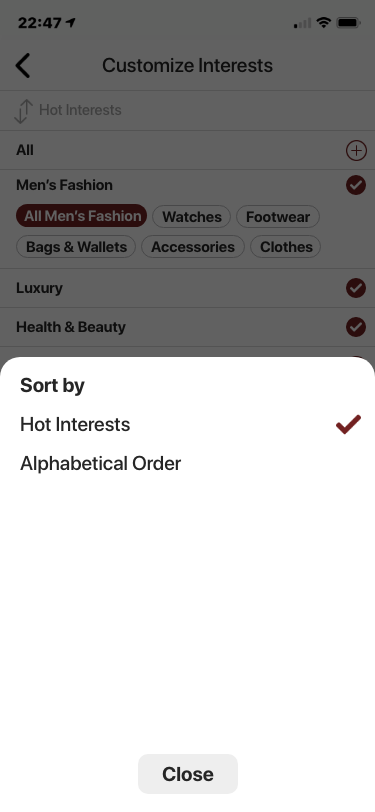 22:47
Customize Interests
Hot Interests
All
Men's Fashion
All Men's Fashion Watches Footwear
Bags & Wallets Accessories Clothes
Luxury
Health & Beauty
Sort by
Hot Interests
Alphabetical Order
Close